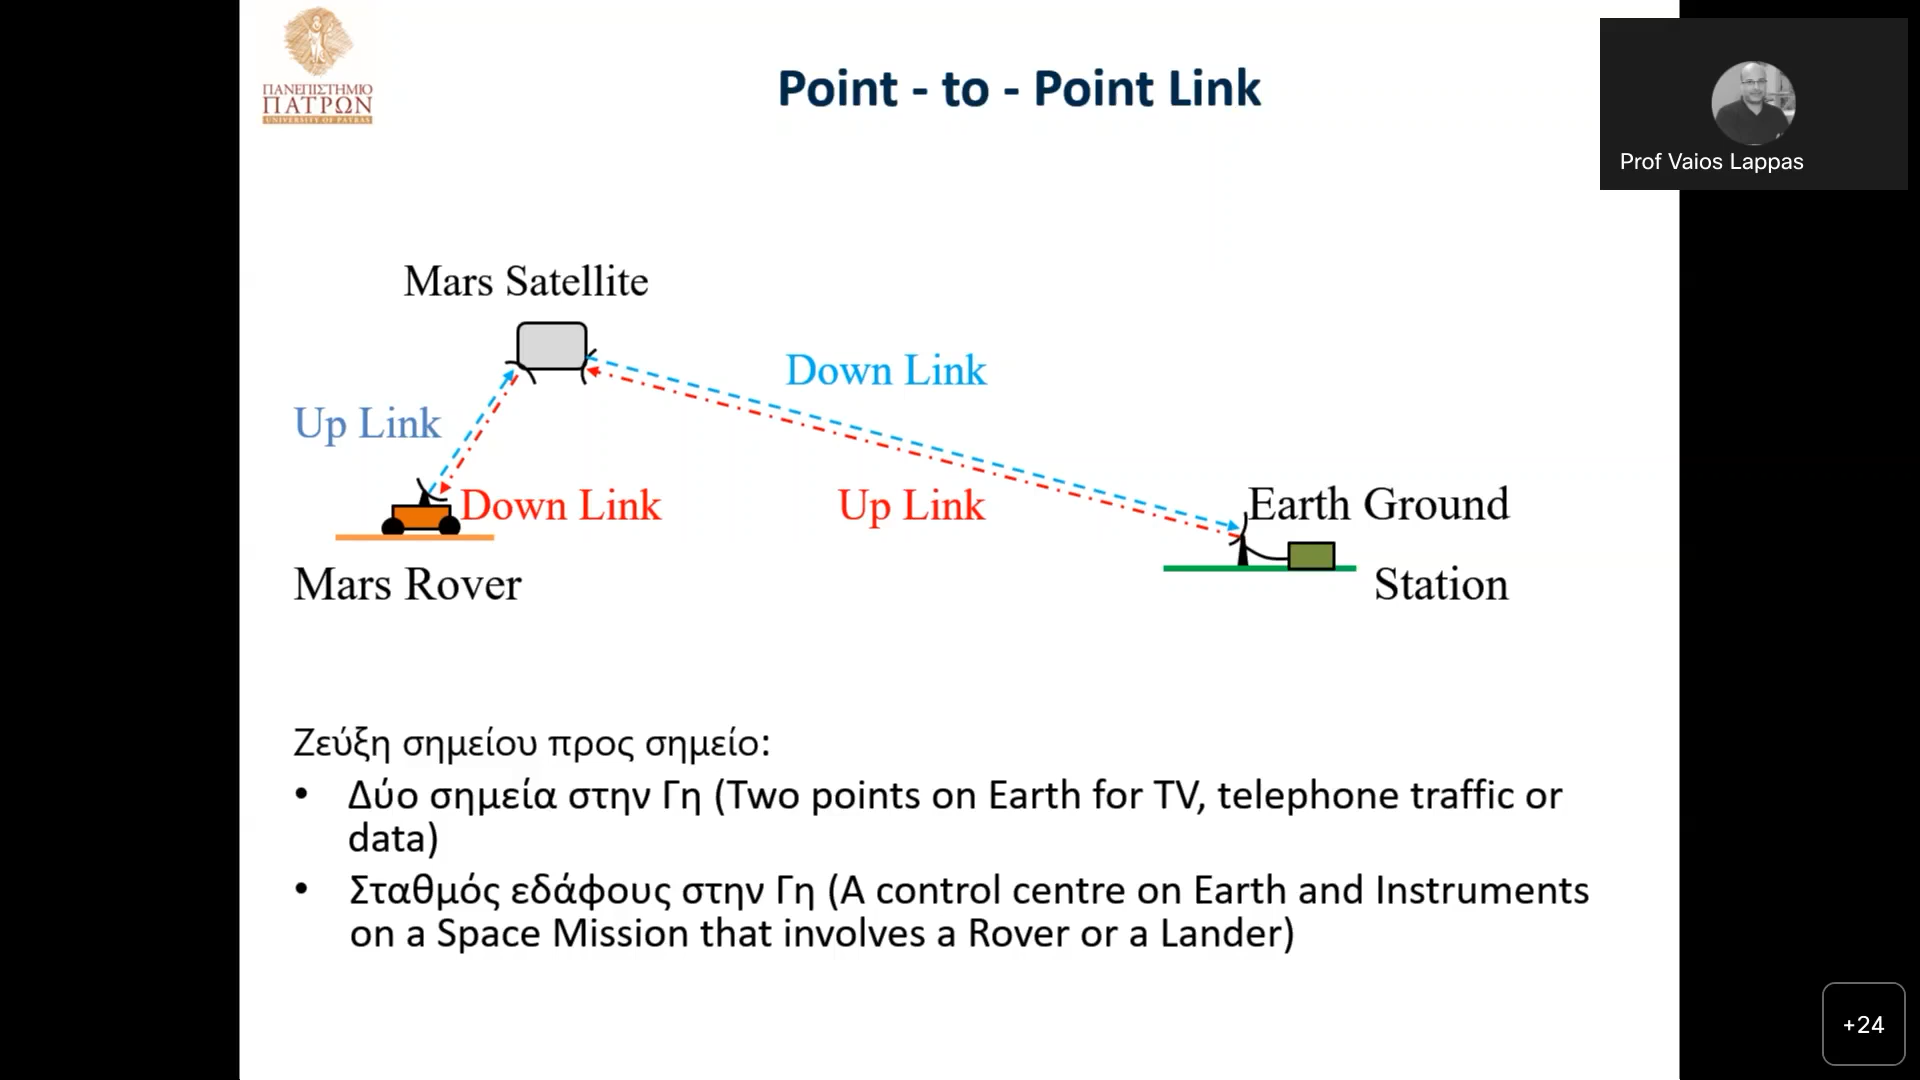 ΠΑΝΕΠΙΣΤΗΜΙΟ
ΠΑΤΡΩΝ
UNIVERSITY OF PATRAS
Point - to - Point Link
Prof Vaios Lappas
Mars Satellite
Down Link
Up Link
Down Link
Up Link
Earth Ground
Mars Rover
Station
Ζεύξη σημείου προς σημείο:
• Δύο σημεία στην Γη (Two points on Earth for TV, telephone traffic or
data)
• Σταθμός εδάφους στην Γη (A control centre on Earth and Instruments
on a Space Mission that involves a Rover or a Lander)
+24